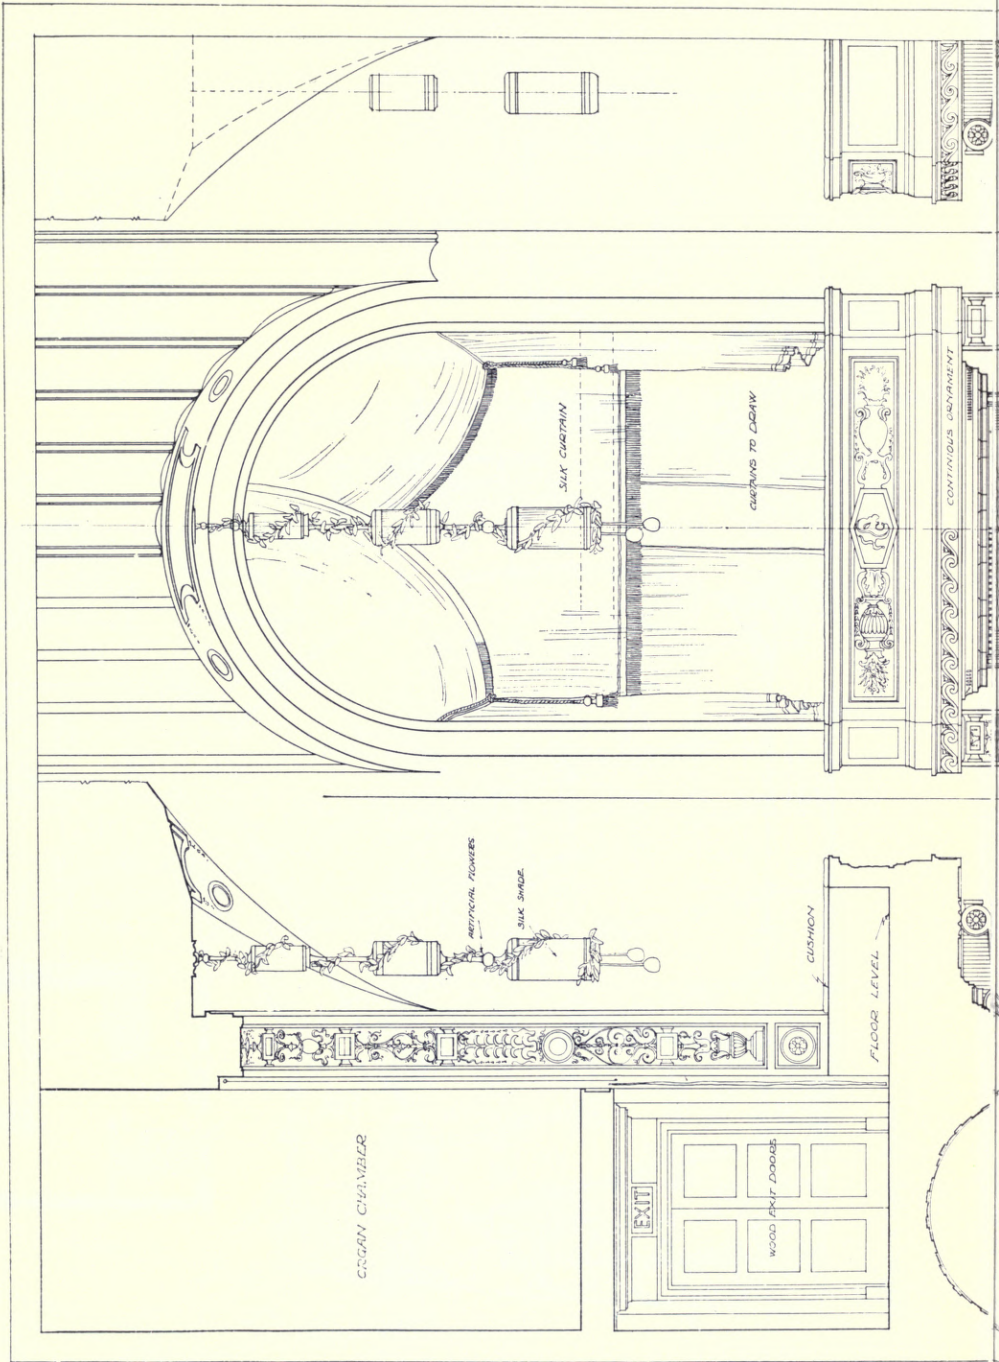 SILK CURTAIN
CURTAINS TO DRAW
CONTINIOUS ORNAMENT
ARTIFICIAL FLOWERS
SILK SHADE.
CUSHION
FLOOR LEVEL
ORGAN CHAMBER
EXIT
WOOD EXIT DOORS